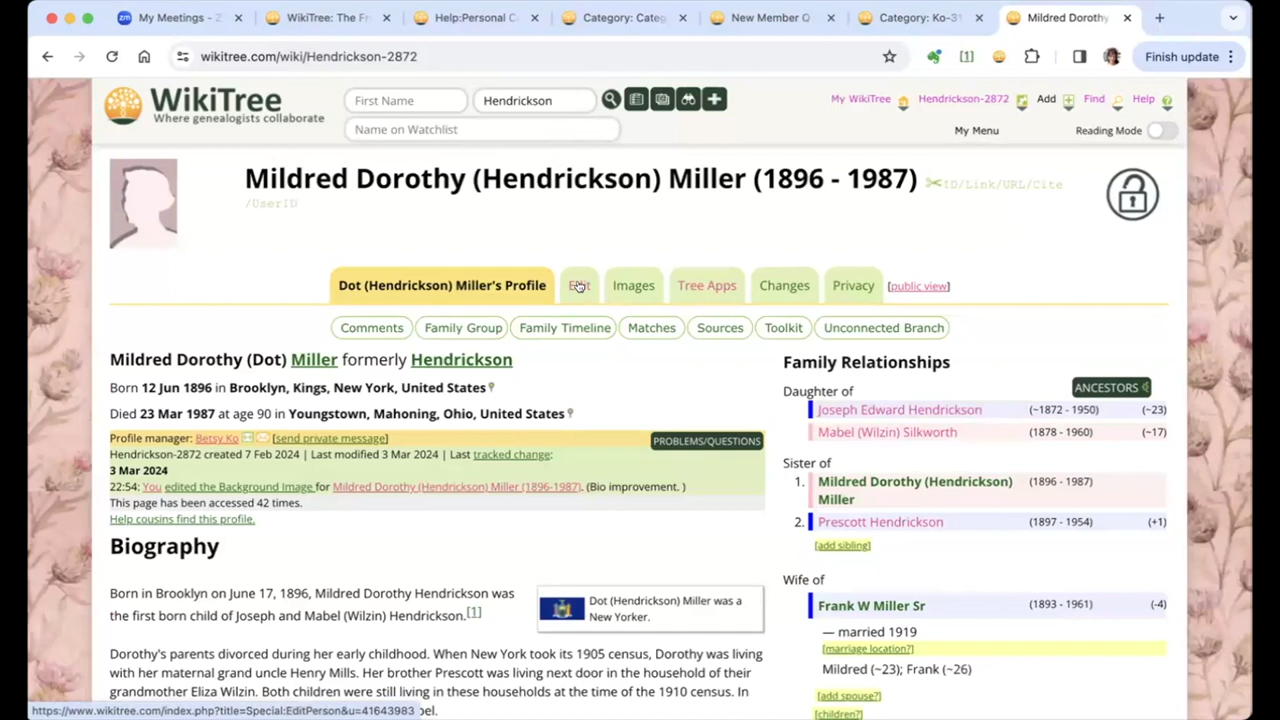 My Meetings - Z
WikiTree: The Fr
Help:Personal C
Category: Categ
New Member Q
Category: Ko-31
Mildred Dorothy
wikitree.com/wiki/Hendrickson-2872
Finish update
WikiTree
Where genealogists collaborate
First Name
Hendrickson
Name on Watchlist
My WikiTree
Hendrickson-2872
Add
Find
Help
My Menu
Reading Mode
Mildred Dorothy (Hendrickson) Miller (1896 - 1987)
ID/Link/URL/Cite
/UserID
Dot (Hendrickson) Miller's Profile
Edit
Images
Tree Apps
Changes
Privacy
[public view]
Comments
Family Group
Family Timeline
Matches
Sources
Toolkit
Unconnected Branch
Mildred Dorothy (Dot) Miller formerly Hendrickson
Born 12 Jun 1896 in Brooklyn, Kings, New York, United States
Died 23 Mar 1987 at age 90 in Youngstown, Mahoning, Ohio, United States
Profile manager: Betsy Ko [send private message]
PROBLEMS/QUESTIONS
Hendrickson-2872 created 7 Feb 2024 | Last modified 3 Mar 2024 | Last tracked change:
3 Mar 2024
22:54: You edited the Background Image for Mildred Dorothy (Hendrickson) Miller (1896-1987). (Bio improvement. )
This page has been accessed 42 times.
Help cousins find this profile.
Biography
Born in Brooklyn on June 17, 1896, Mildred Dorothy Hendrickson was
the first born child of Joseph and Mabel (Wilzin) Hendrickson.[1]
Dot (Hendrickson) Miller was a
New Yorker.
Dorothy's parents divorced during her early childhood. When New York took its 1905 census, Dorothy was living
with her maternal grand uncle Henry Mills. Her brother Prescott was living next door in the household of their
grandmother Eliza Wilzin. Both children were still living in these households at the time of the 1910 census. In
bel.
https://www.wikitree.com/index.php?title=Special:EditPerson&u=41643983
Family Relationships
ANCESTORS
Daughter of
Joseph Edward Hendrickson (~1872 - 1950) (~23)
Mabel (Wilzin) Silkworth (1878 - 1960) (~17)
Sister of
1. Mildred Dorothy (Hendrickson) (1896 - 1987)
Miller
2. Prescott Hendrickson (1897 - 1954) (+1)
[add sibling]
Wife of
Frank W Miller Sr (1893 - 1961) (-4)
— married 1919
[marriage location?]
Mildred (~23); Frank (~26)
[add spouse?]
[children?]